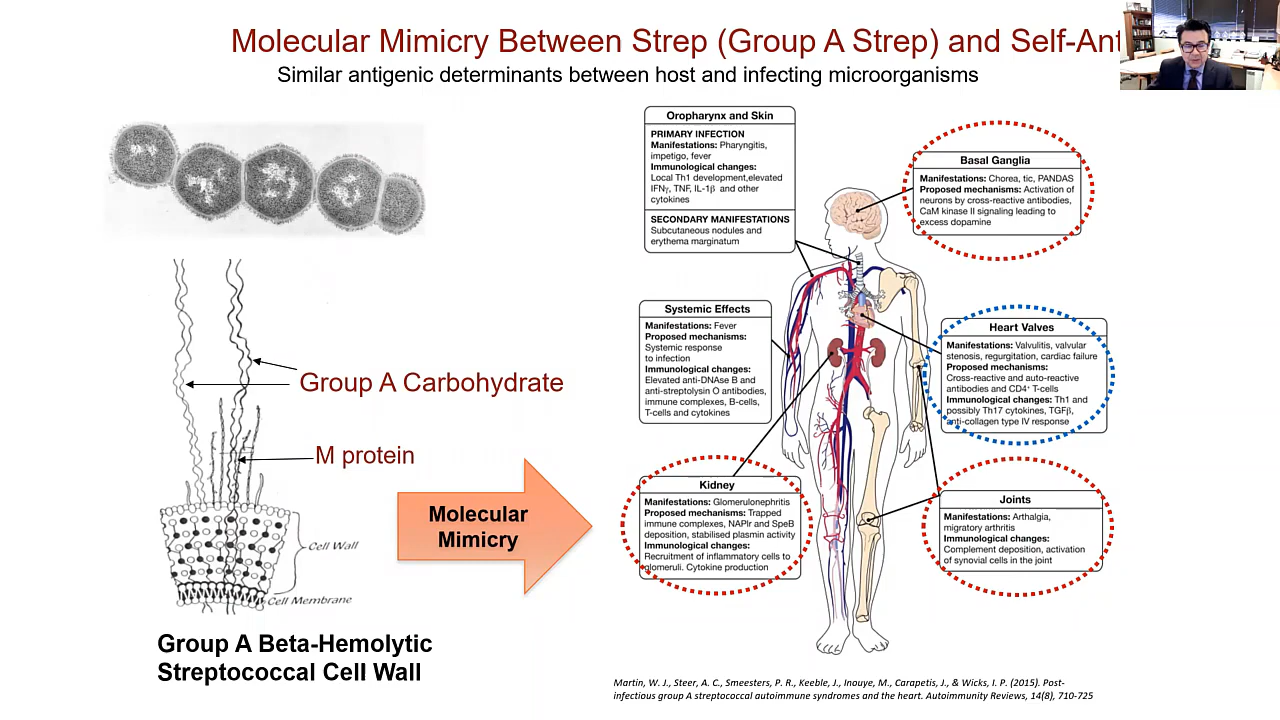 Molecular Mimicry Between Strep (Group A Strep) and Self-Ant
Similar antigenic determinants between host and infecting microorganisms
Group A Carbohydrate
M protein
Cell Wall
Cell Membrane
Group A Beta-Hemolytic
Streptococcal Cell Wall
Molecular
Mimicry
Oropharynx and Skin
PRIMARY INFECTION
Manifestations: Pharyngitis,
impetigo, fever
Immunological changes:
Local Th1 development,elevated
IFNγ, TNF, IL-1β and other
cytokines
SECONDARY MANIFESTATIONS
Subcutaneous nodules and
erythema marginatum
Basal Ganglia
Manifestations: Chorea, tic, PANDAS
Proposed mechanisms: Activation of
neurons by cross-reactive antibodies,
CaM kinase II signaling leading to
excess dopamine
Systemic Effects
Manifestations: Fever
Proposed mechanisms:
Systemic response
to infection
Immunological changes:
Elevated anti-DNAse B and
anti-streptolysin O antibodies,
immune complexes, B-cells,
T-cells and cytokines
Heart Valves
Manifestations: Valvulitis, valvular
stenosis, regurgitation, cardiac failure
Proposed mechanisms:
Cross-reactive and auto-reactive
antibodies and CD4⁺ T-cells
Immunological changes: Th1 and
possibly Th17 cytokines, TGFβ,
anti-collagen type IV response
Kidney
Manifestations: Glomerulonephritis
Proposed mechanisms: Trapped
immune complexes, NAPlr and SpeB
deposition, stabilised plasmin activity
Immunological changes:
Recruitment of inflammatory cells to
glomeruli. Cytokine production
Joints
Manifestations: Arthalgia,
migratory arthritis
Immunological changes:
Complement deposition, activation
of synovial cells in the joint
Martin, W. J., Steer, A. C., Smeesters, P. R., Keeble, J., Inouye, M., Carapetis, J., & Wicks, I. P. (2015). Post-
infectious group A streptococcal autoimmune syndromes and the heart. Autoimmunity Reviews, 14(8), 710-725